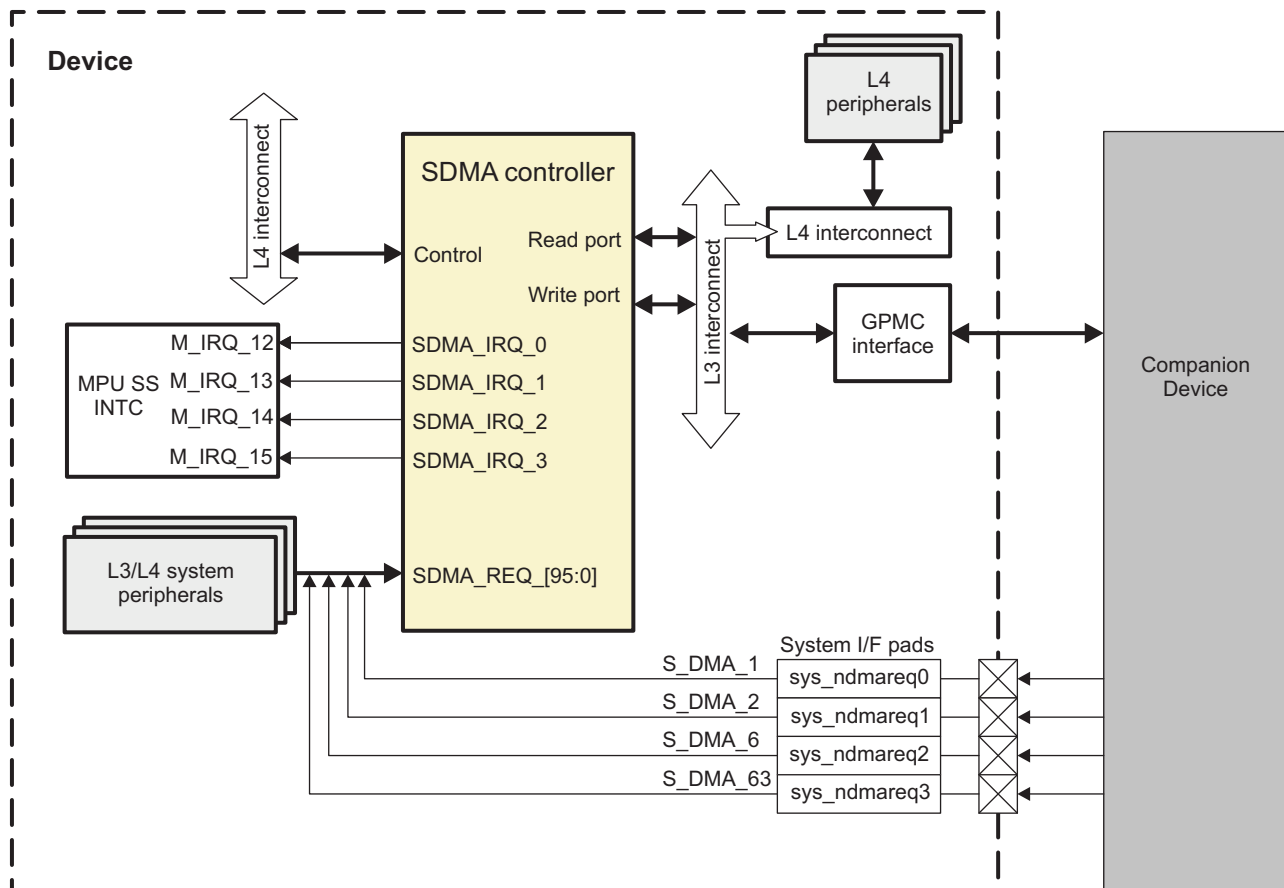 Device
L4
peripherals
L4 interconnect
SDMA controller
Read port
L4 interconnect
Control
Write port
L3 interconnect
GPMC
interface
Companion
Device
MPU SS
INTC
M_IRQ_12
M_IRQ_13
M_IRQ_14
M_IRQ_15
SDMA_IRQ_0
SDMA_IRQ_1
SDMA_IRQ_2
SDMA_IRQ_3
L3/L4 system
peripherals
SDMA_REQ_[95:0]
System I/F pads
S_DMA_1
sys_ndmareq0
S_DMA_2
sys_ndmareq1
S_DMA_6
sys_ndmareq2
S_DMA_63
sys_ndmareq3